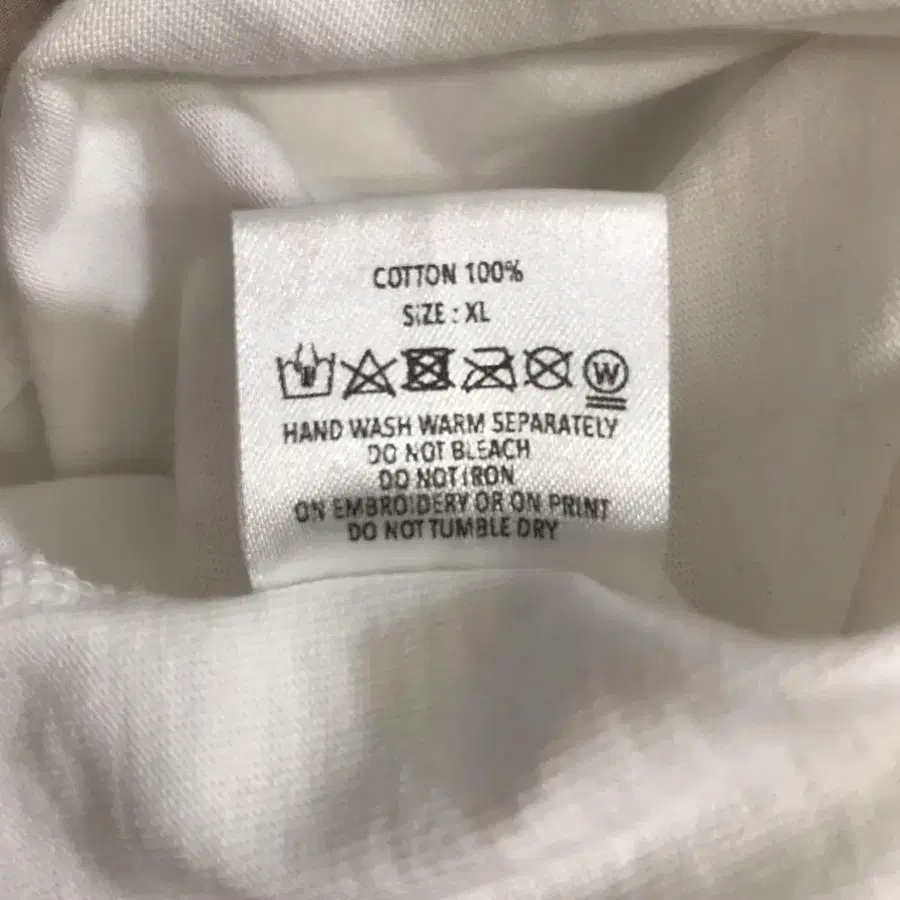 COTTON 100%
SiZE : XL
W
HAND WASH WARM SEPARATELY
DO NOT BLEACH
DO NOT IRON
ON EMBROIDERY OR ON PRINT
DO NOT TUMBLE DRY